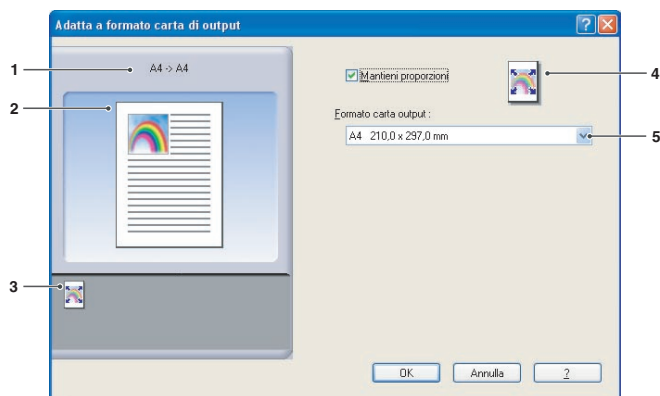 Adatta a formato carta di output
1
A4 -> A4
Mantieni proporzioni
4
2
Formato carta output :
A4 210,0 x 297,0 mm
5
3
OK
Annulla
?